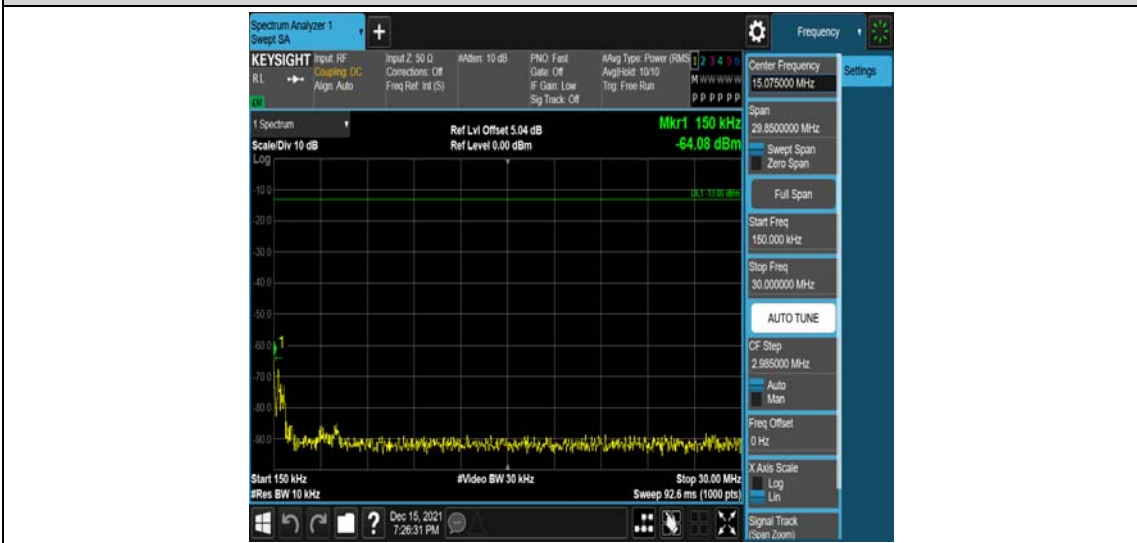 Spectrum Analyzer 1
Swept SA
+
Frequency
KEYSIGHT
RL
Input: RF
Coupling: DC
Align: Auto
Input Z: 50 Ω
Corrections: Off
Freq Ref: Int (S)
#Atten: 10 dB
PNO: Fast
Gate: Off
IF Gain: Low
Sig Track: Off
#Avg Type: Power (RMS
Avg|Hold: 10/10
Trig: Free Run
1 2 3 4 5 6
M W W W W W
P P P P P P
1 Spectrum
Scale/Div 10 dB
Log
Ref Lvl Offset 5.04 dB
Ref Level 0.00 dBm
Mkr1 150 kHz
-64.08 dBm
DL1 -13.00 dBm
-10.0
-20.0
-30.0
-40.0
-50.0
-60.0
1
-70.0
-80.0
-90.0
Start 150 kHz
#Res BW 10 kHz
#Video BW 30 kHz
Stop 30.00 MHz
Sweep 92.6 ms (1000 pts)
Center Frequency
15.075000 MHz
Settings
Span
29.8500000 MHz
Swept Span
Zero Span
Full Span
Start Freq
150.000 kHz
Stop Freq
30.000000 MHz
AUTO TUNE
CF Step
2.985000 MHz
Auto
Man
Freq Offset
0 Hz
X Axis Scale
Log
Lin
Signal Track
(Span Zoom)
?
Dec 15, 2021
7:26:31 PM